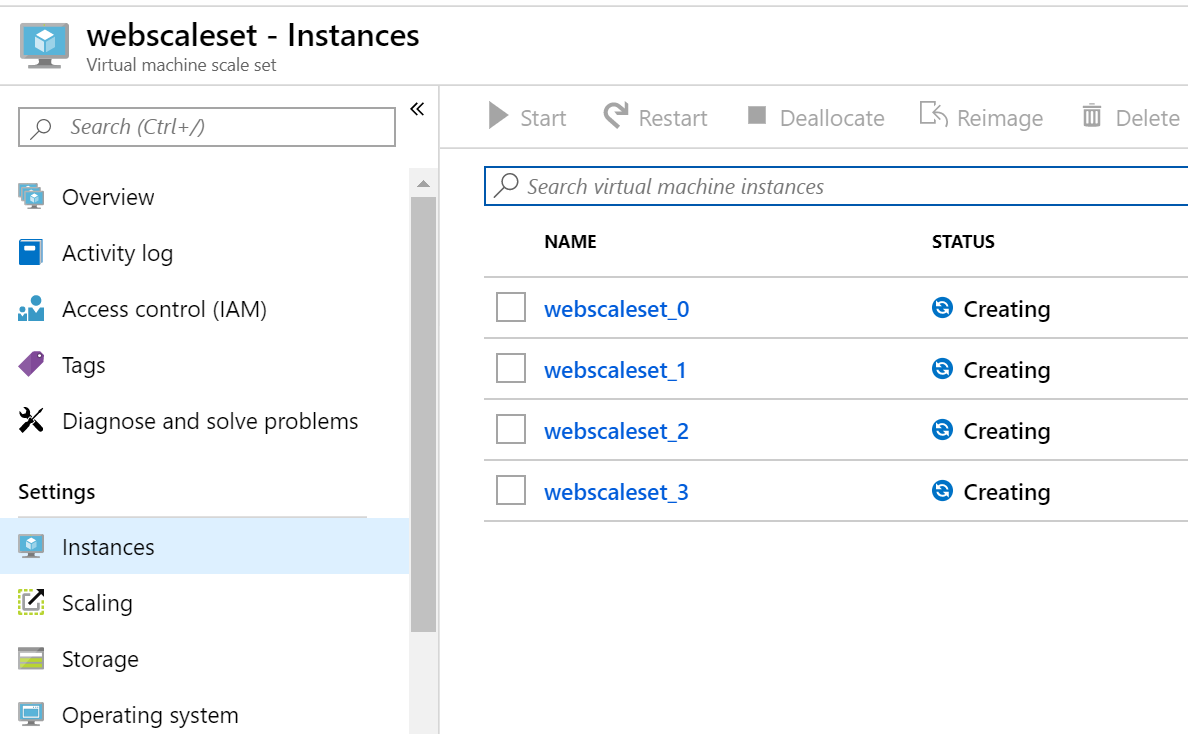 webscaleset - Instances
Virtual machine scale set
Search (Ctrl+/)
«
Overview
Activity log
Access control (IAM)
Tags
Diagnose and solve problems
Settings
Instances
Scaling
Storage
Operating system
Start Restart Deallocate Reimage Delete
Search virtual machine instances
NAME STATUS
webscaleset_0 Creating
webscaleset_1 Creating
webscaleset_2 Creating
webscaleset_3 Creating